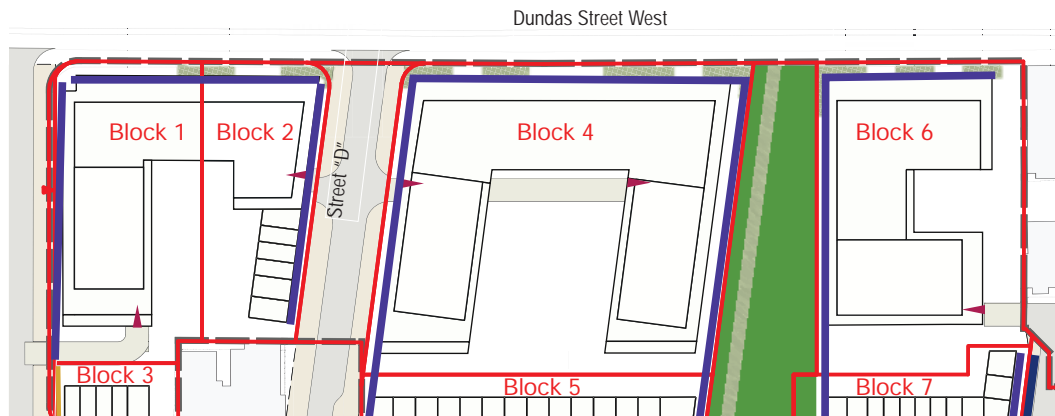 Dundas Street West
Block 1
Block 2
Block 4
Block 6
Street "D"
Block 3
Block 5
Block 7